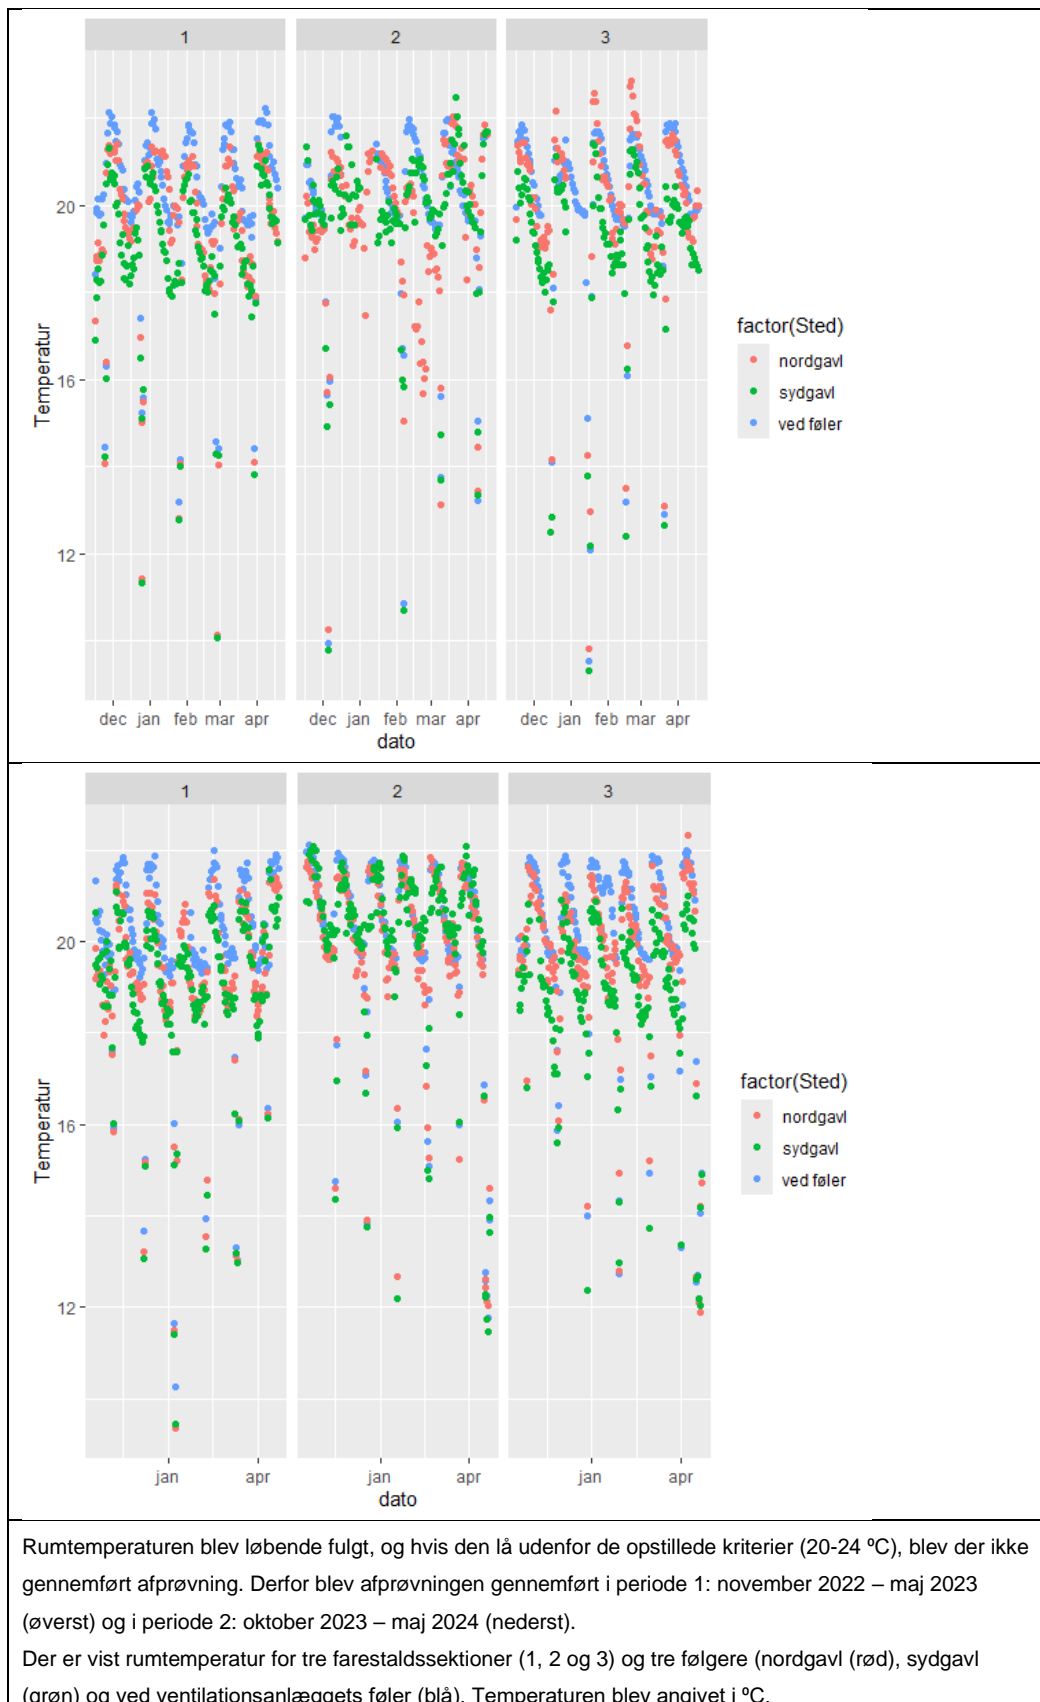 1 2 3
Temperatur
20
16
12
dec jan feb mar apr dec jan feb mar apr dec jan feb mar apr
dato
factor(Sted)
nordgavl
sydgavl
ved føler
1 2 3
Temperatur
20
16
12
jan apr jan apr jan apr
dato
factor(Sted)
nordgavl
sydgavl
ved føler
Rumtemperaturen blev løbende fulgt, og hvis den lå udenfor de opstillede kriterier (20-24 ºC), blev der ikke
gennemført afprøvning. Derfor blev afprøvningen gennemført i periode 1: november 2022 – maj 2023
(øverst) og i periode 2: oktober 2023 – maj 2024 (nederst).
Der er vist rumtemperatur for tre farestaldssektioner (1, 2 og 3) og tre følgere (nordgavl (rød), sydgavl
(grøn) og ved ventilationsanlæggets føler (blå). Temperaturen blev angivet i ºC.